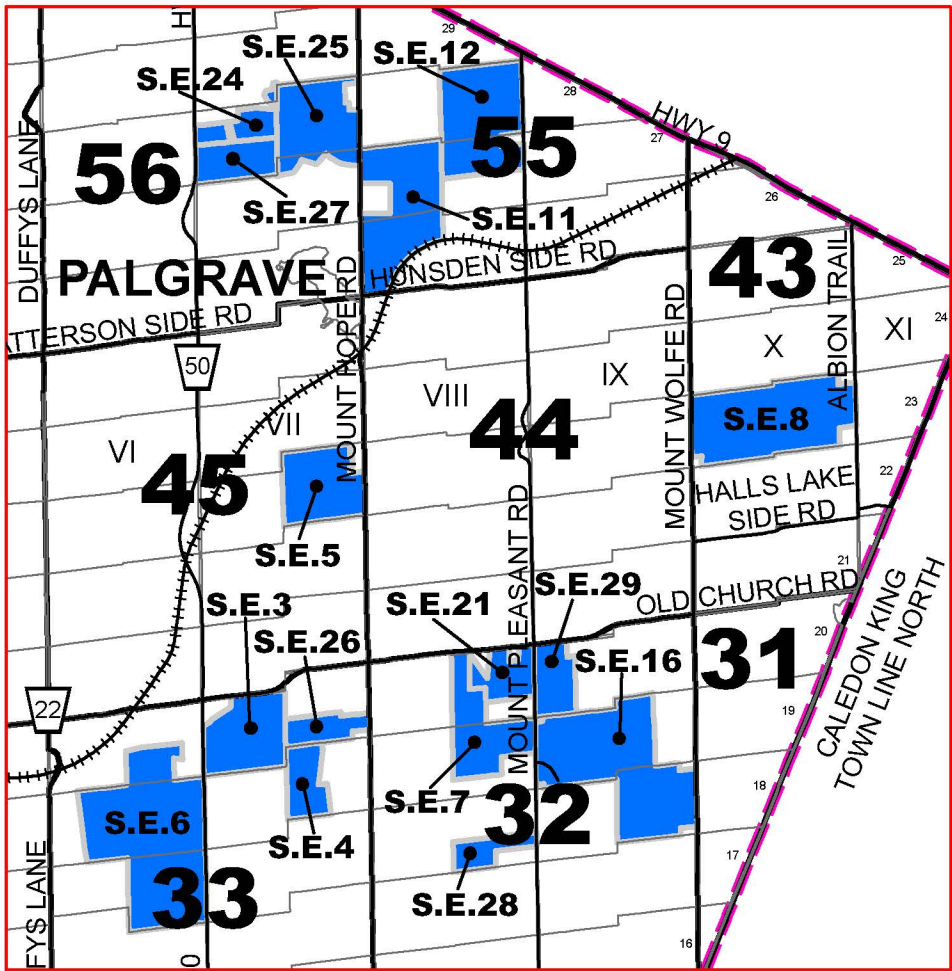 29
H
S.E.25
S.E.12
S.E.24
28
HWY 9
27
DUFFYS LANE
56
55
S.E.27
S.E.11
26
PALGRAVE
HUNSDEN SIDE RD
43
25
ATTERSON SIDE RD
MOUNT HOPE RD
MOUNT WOLFE RD
ALBION TRAIL
24
XI
X
50
IX
VIII
VII
VI
23
S.E.8
44
45
22
HALLS LAKE
SIDE RD
S.E.5
MOUNT PLEASANT RD
21
S.E.3
S.E.21
S.E.29
OLD CHURCH RD
S.E.26
20
S.E.16
31
CALEDON KING
TOWN LINE NORTH
22
19
18
S.E.7
S.E.6
S.E.4
32
17
S.E.28
33
FYS LANE
0
16